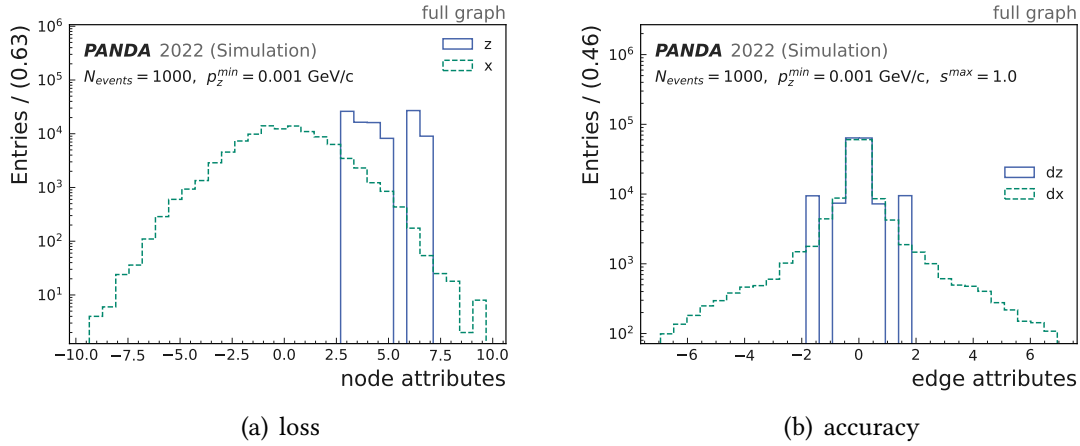 full graph
PANDA 2022 (Simulation)
N_events = 1000, p_z^min = 0.001 GeV/c
z
x
Entries / (0.63)
10^6
10^5
10^4
10^3
10^2
10^1
−10.0 −7.5 −5.0 −2.5 0.0 2.5 5.0 7.5 10.0
node attributes
(a) loss
full graph
PANDA 2022 (Simulation)
N_events = 1000, p_z^min = 0.001 GeV/c, s^max = 1.0
dz
dx
Entries / (0.46)
10^6
10^5
10^4
10^3
10^2
−6 −4 −2 0 2 4 6
edge attributes
(b) accuracy